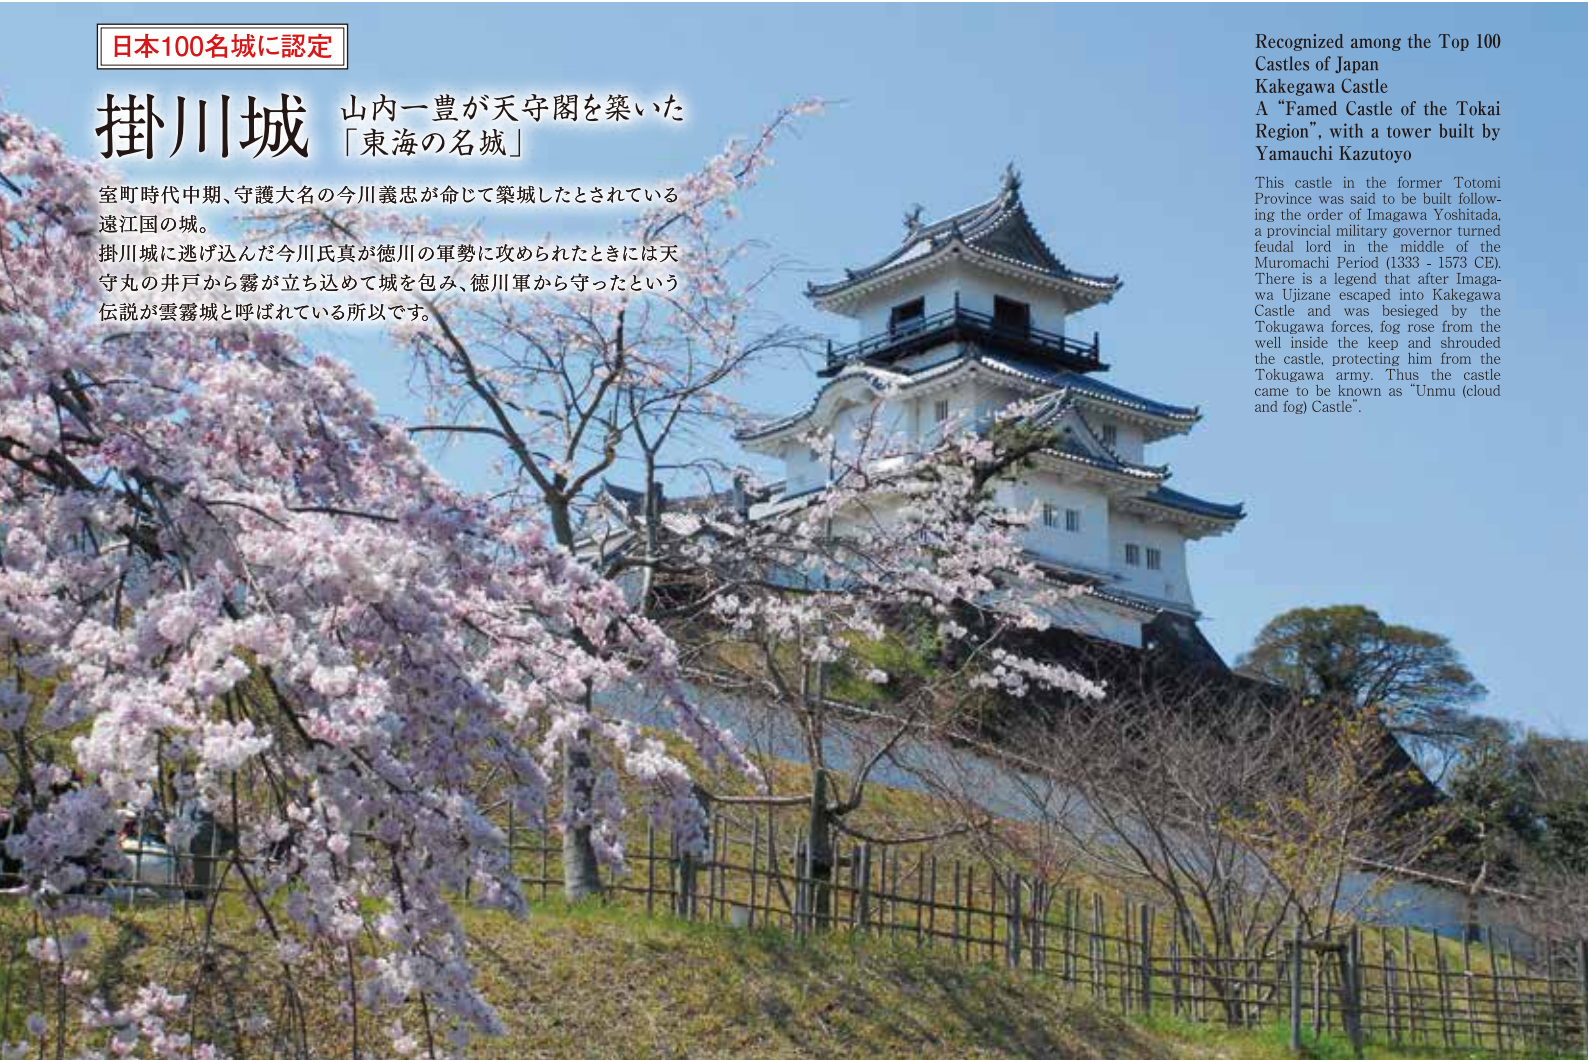 日本100名城に認定
掛川城
山内一豊が天守閣を築いた
「東海の名城」
室町時代中期、守護大名の今川義忠が命じて築城したとされている
遠江国の城。
掛川城に逃げ込んだ今川氏真が徳川の軍勢に攻められたときには天
守丸の井戸から霧が立ち込めて城を包み、徳川軍から守ったという
伝説が雲霧城と呼ばれている所以です。
Recognized among the Top 100
Castles of Japan
Kakegawa Castle
A “Famed Castle of the Tokai
Region”, with a tower built by
Yamauchi Kazutoyo
This castle in the former Totomi
Province was said to be built follow-
ing the order of Imagawa Yoshitada,
a provincial military governor turned
feudal lord in the middle of the
Muromachi Period (1333 - 1573 CE).
There is a legend that after Imaga-
wa Ujizane escaped into Kakegawa
Castle and was besieged by the
Tokugawa forces, fog rose from the
well inside the keep and shrouded
the castle, protecting him from the
Tokugawa army. Thus the castle
came to be known as “Unmu (cloud
and fog) Castle”.